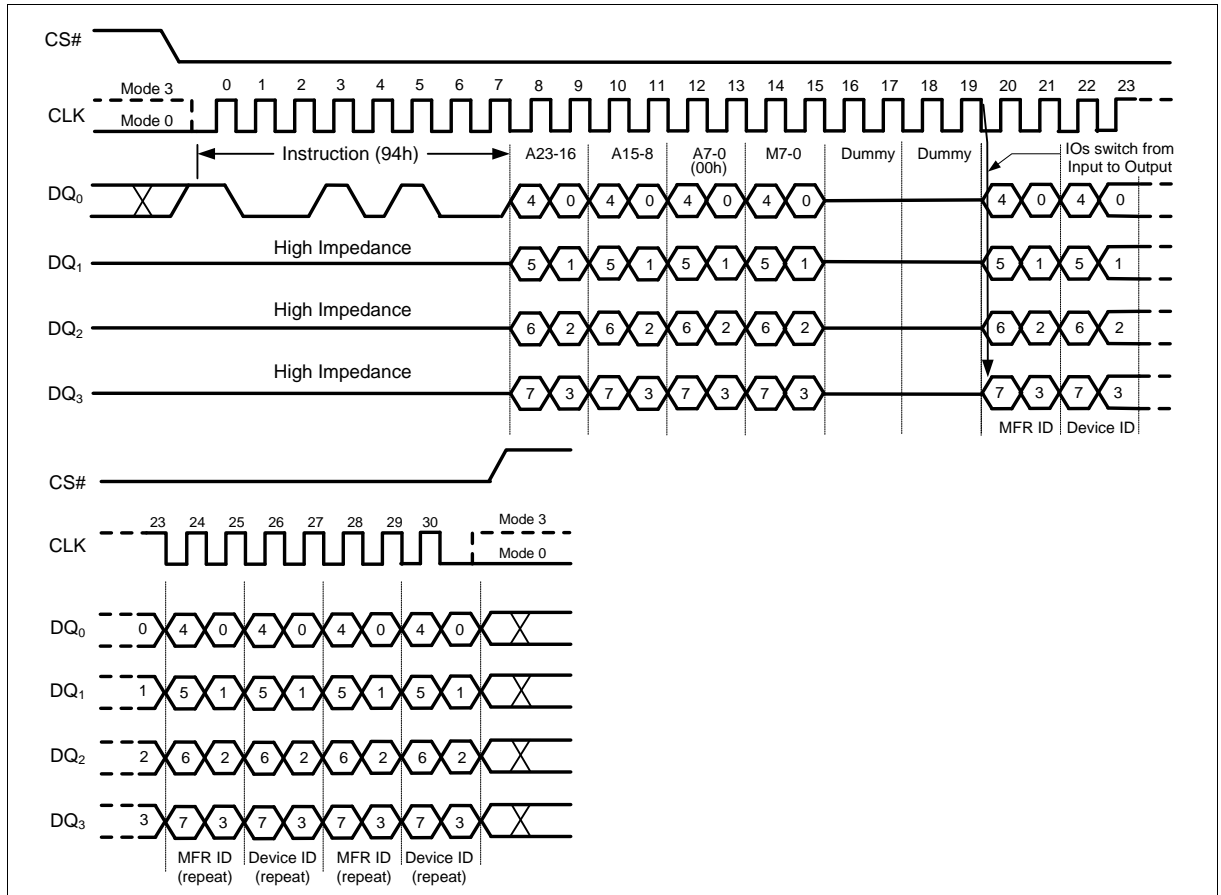 CS#
Mode 3
0 1 2 3 4 5 6 7 8 9 10 11 12 13 14 15 16 17 18 19 20 21 22 23
CLK
Mode 0
Instruction (94h) A23-16 A15-8 A7-0 M7-0 Dummy Dummy IOs switch from
(00h) Input to Output
DQ0 4 0 4 0 4 0 4 0 4 0 4 0
High Impedance
DQ1 5 1 5 1 5 1 5 1 5 1 5 1
High Impedance
DQ2 6 2 6 2 6 2 6 2 6 2 6 2
High Impedance
DQ3 7 3 7 3 7 3 7 3 7 3 7 3
MFR ID Device ID
CS#
23 24 25 26 27 28 29 30 Mode 3
CLK
Mode 0
DQ0 0 4 0 4 0 4 0 4 0
DQ1 1 5 1 5 1 5 1 5 1
DQ2 2 6 2 6 2 6 2 6 2
DQ3 3 7 3 7 3 7 3 7 3
MFR ID Device ID MFR ID Device ID
(repeat) (repeat) (repeat) (repeat)